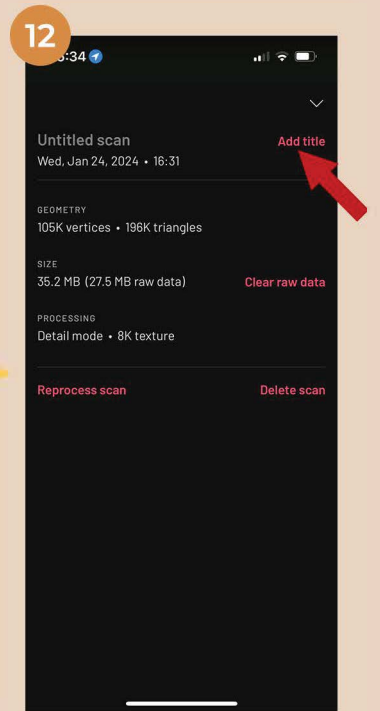 12
:34
Untitled scan
Add title
Wed, Jan 24, 2024 • 16:31
GEOMETRY
105K vertices • 196K triangles
SIZE
35.2 MB (27.5 MB raw data)
Clear raw data
PROCESSING
Detail mode • 8K texture
Reprocess scan
Delete scan